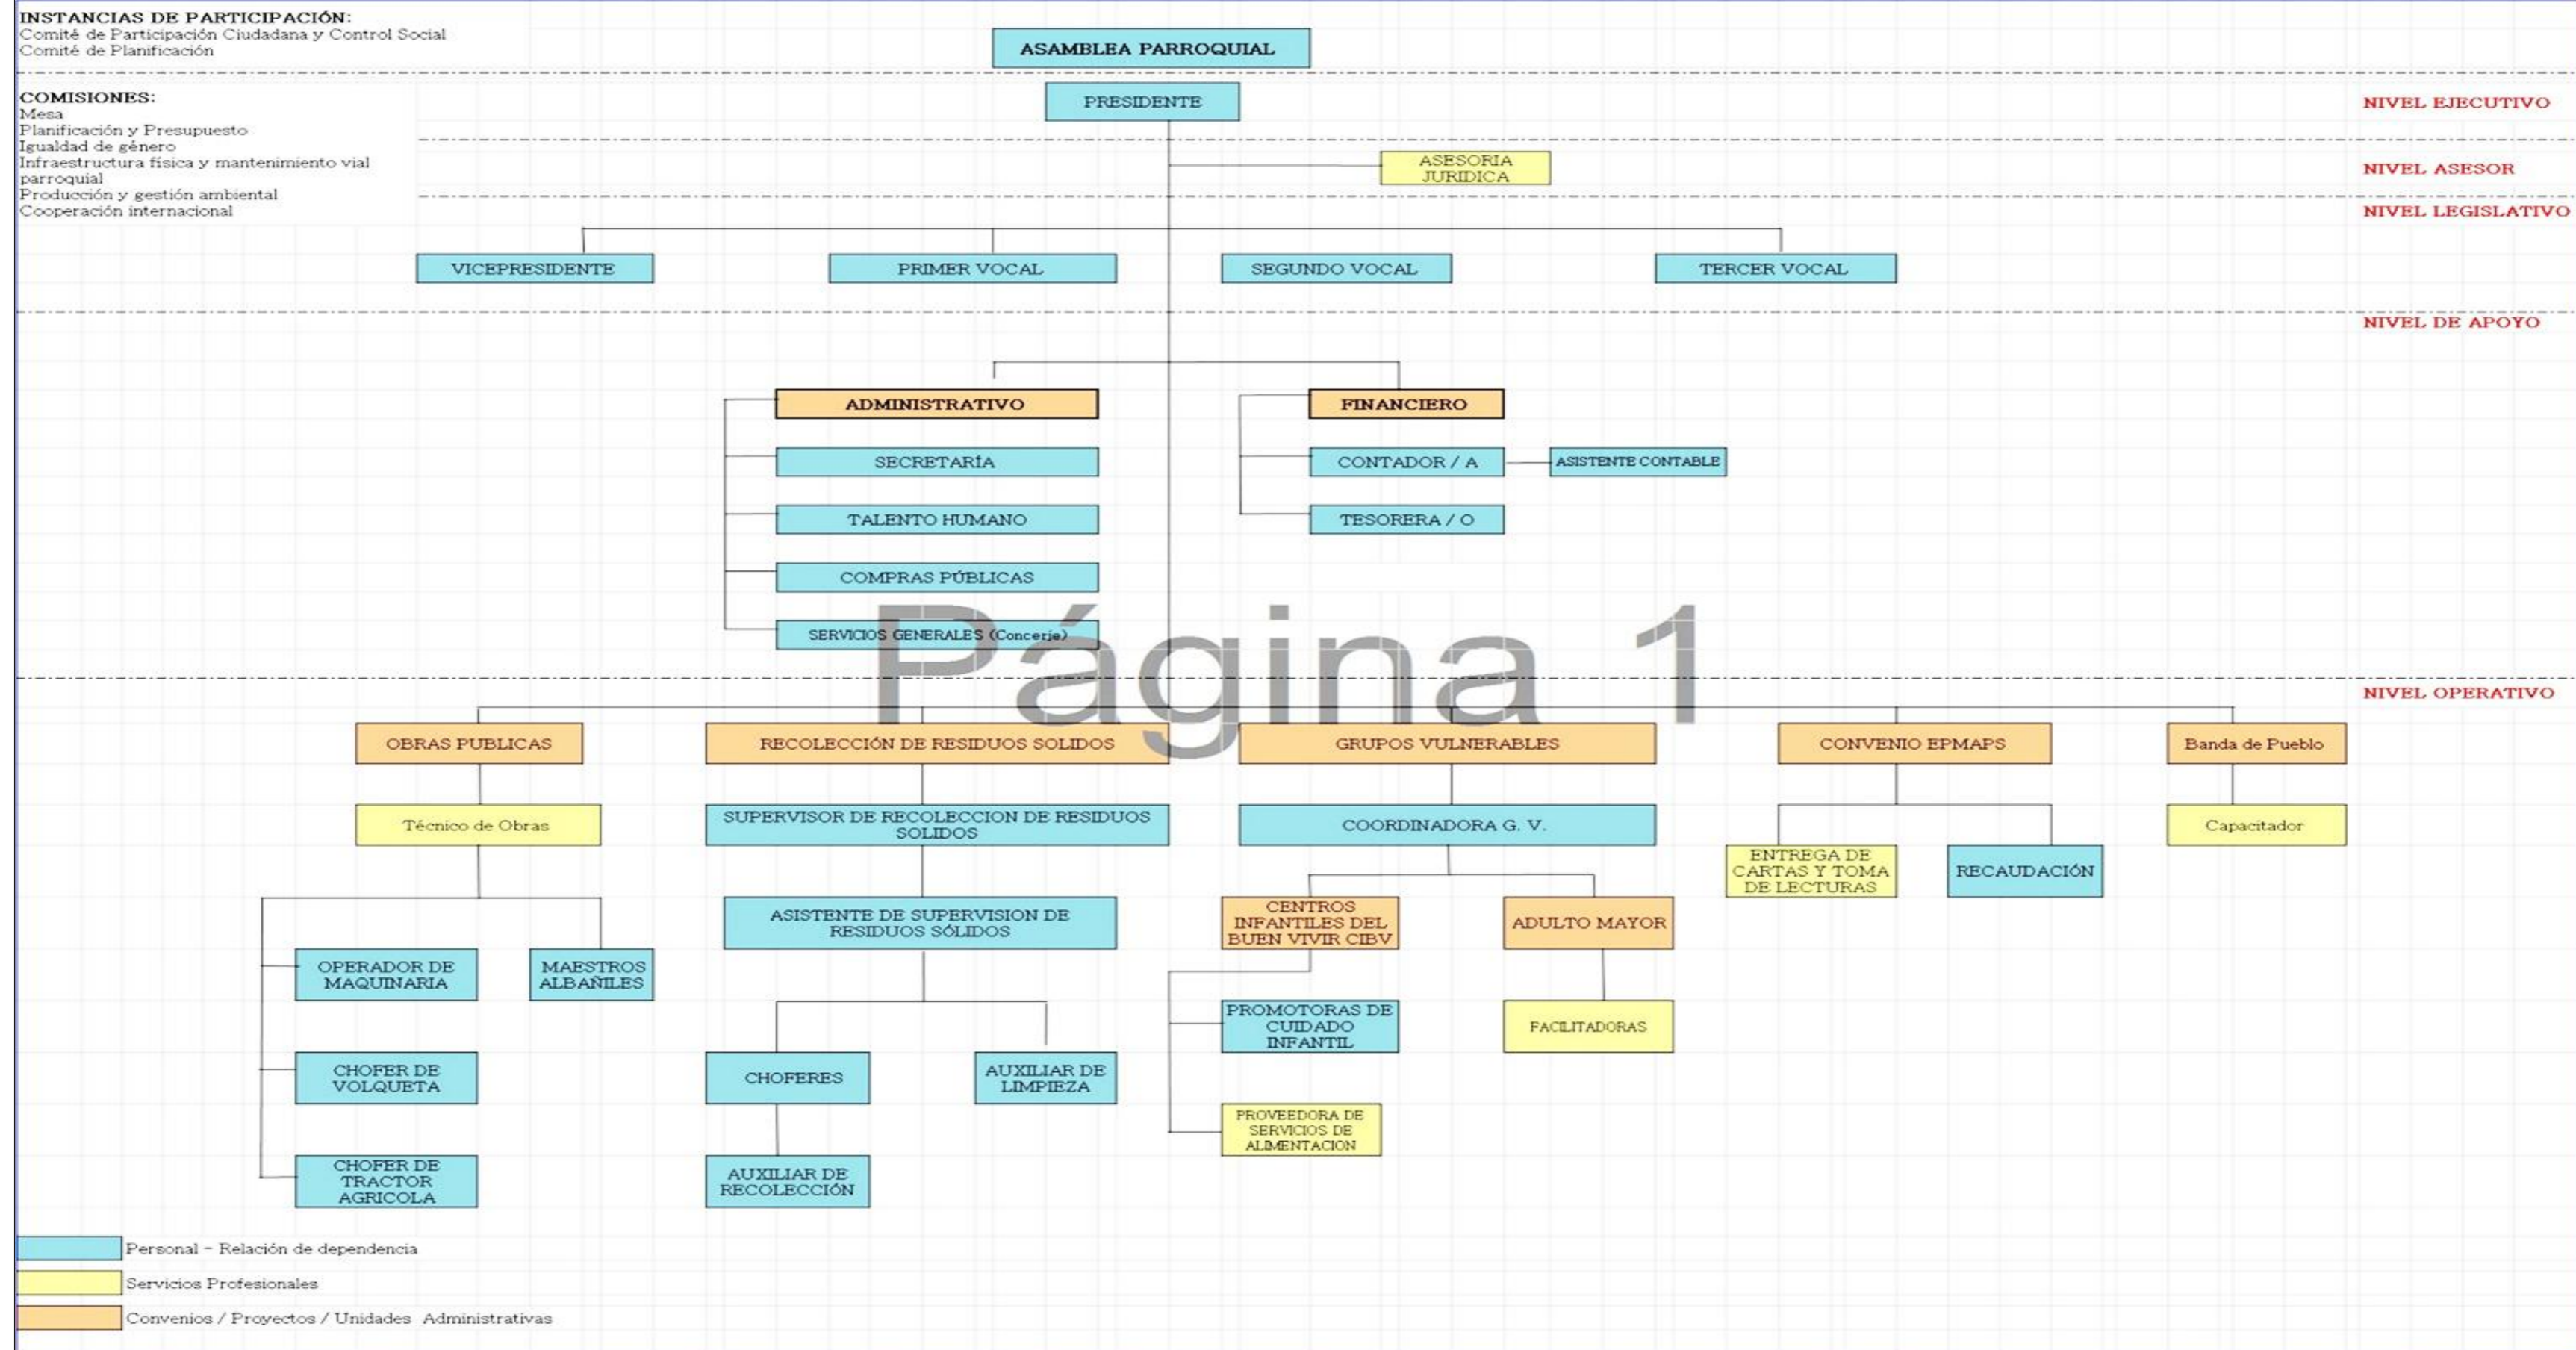 INSTANCIAS DE PARTICIPACIÓN:
Comité de Participación Ciudadana y Control Social
Comité de Planificación
ASAMBLEA PARROQUIAL
COMISIONES:
Mesa
Planificación y Presupuesto
Igualdad de género
Infraestructura física y mantenimiento vial
parroquial
Producción y gestión ambiental
Cooperación internacional
PRESIDENTE
NIVEL EJECUTIVO
ASESORIA
JURIDICA
NIVEL ASESOR
NIVEL LEGISLATIVO
VICEPRESIDENTE
PRIMER VOCAL
SEGUNDO VOCAL
TERCER VOCAL
NIVEL DE APOYO
ADMINISTRATIVO
FINANCIERO
SECRETARÍA
CONTADOR / A
ASISTENTE CONTABLE
TALENTO HUMANO
TESORERA / O
COMPRAS PÚBLICAS
SERVICIOS GENERALES (Concerje)
Página 1
NIVEL OPERATIVO
OBRAS PUBLICAS
RECOLECCIÓN DE RESIDUOS SOLIDOS
GRUPOS VULNERABLES
CONVENIO EPMAPS
Banda de Pueblo
Técnico de Obras
SUPERVISOR DE RECOLECCION DE RESIDUOS
SOLIDOS
COORDINADORA G. V.
Capacitador
ENTREGA DE
CARTAS Y TOMA
DE LECTURAS
RECAUDACIÓN
ASISTENTE DE SUPERVISION DE
RESIDUOS SÓLIDOS
CENTROS
INFANTILES DEL
BUEN VIVIR CIBV
ADULTO MAYOR
OPERADOR DE
MAQUINARIA
MAESTROS
ALBAÑILES
PROMOTORAS DE
CUIDADO
INFANTIL
FACILITADORAS
CHOFER DE
VOLQUETA
CHOFERES
AUXILIAR DE
LIMPIEZA
PROVEEDORA DE
SERVICIOS DE
ALIMENTACION
CHOFER DE
TRACTOR
AGRICOLA
AUXILIAR DE
RECOLECCIÓN
Personal - Relación de dependencia
Servicios Profesionales
Convenios / Proyectos / Unidades Administrativas